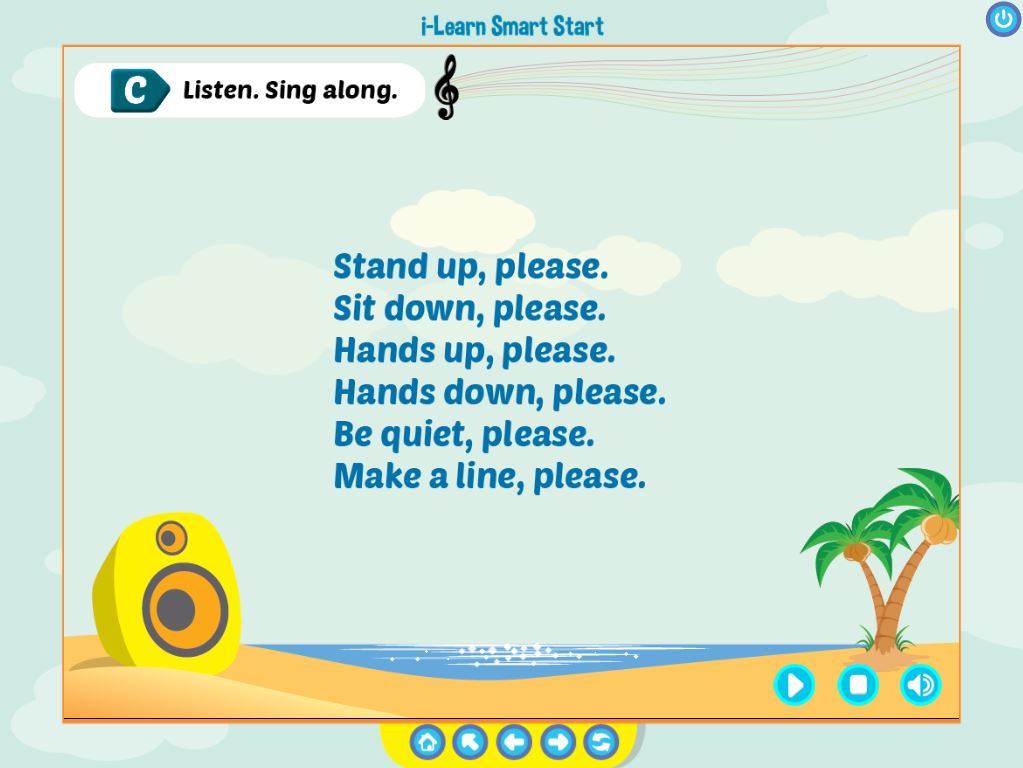 i-Learn Smart Start
C Listen. Sing along.
Stand up, please.
Sit down, please.
Hands up, please.
Hands down, please.
Be quiet, please.
Make a line, please.